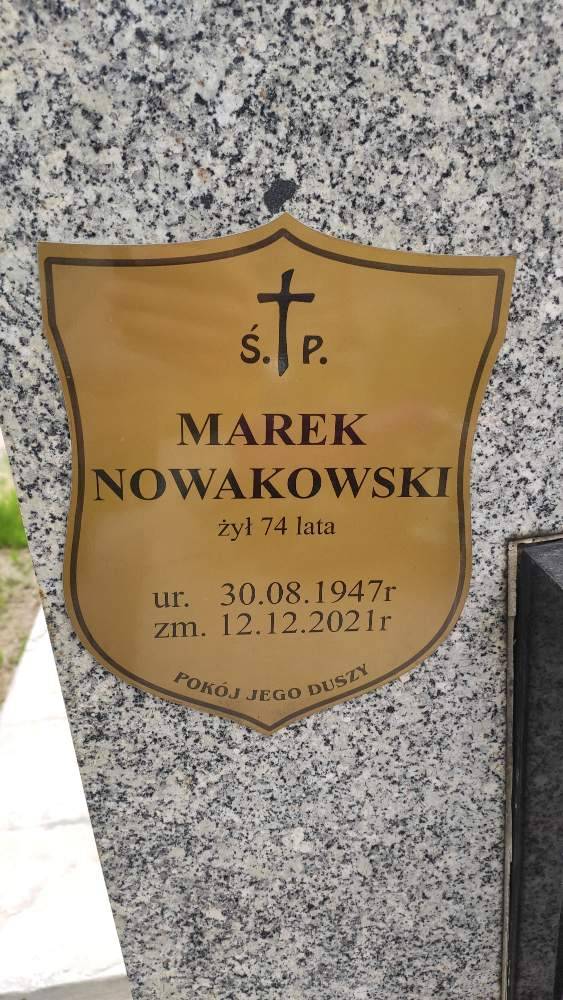 Ś. P.
MAREK
NOWAKOWSKI
żył 74 lata
ur. 30.08.1947r
zm. 12.12.2021r
POKÓJ JEGO DUSZY